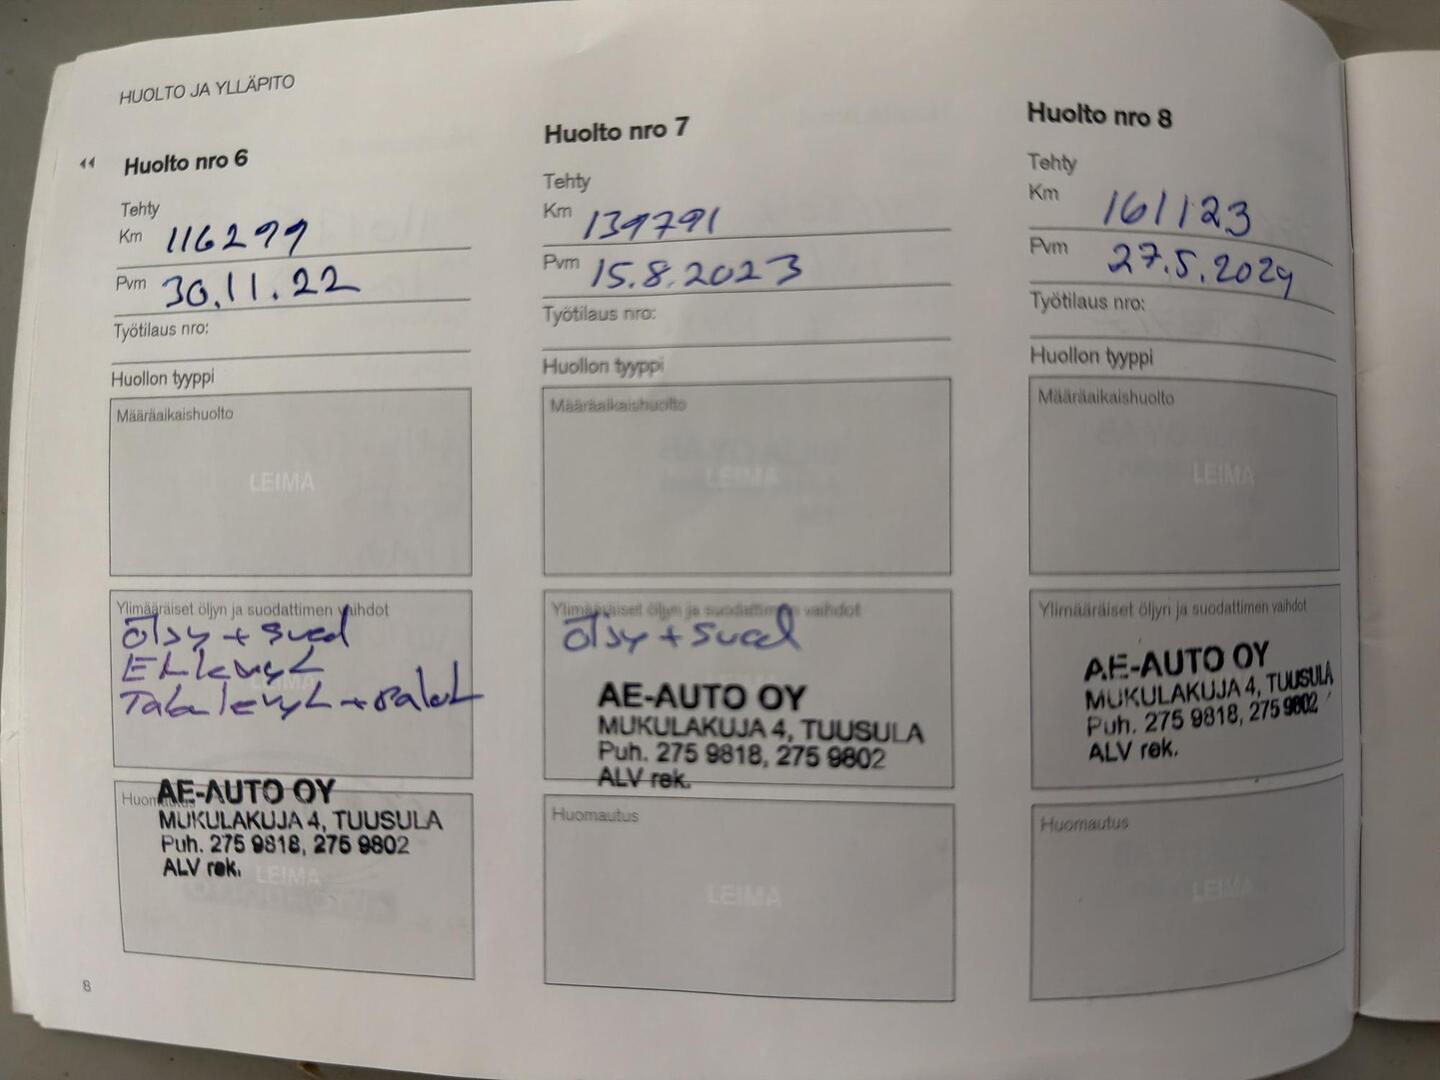 HUOLTO JA YLLÄPITO
Huolto nro 6
Tehty
Km 116299
Pvm 30.11.22
Työtilaus nro:
Huollon tyyppi
Määräaikaishuolto
LEIMA
Ylimääräiset öljyn ja suodattimen vaihdot
Öljy + suod
Etulevyt
Takalevyt + palat
Huomautus
AE-AUTO OY
MUKULAKUJA 4, TUUSULA
Puh. 275 9818, 275 9802
ALV rek.
LEIMA
8
Huolto nro 7
Tehty
Km 139791
Pvm 15.8.2023
Työtilaus nro:
Huollon tyyppi
Määräaikaishuolto
LEIMA
Ylimääräiset öljyn ja suodattimen vaihdot
Öljy + suod
AE-AUTO OY
MUKULAKUJA 4, TUUSULA
Puh. 275 9818, 275 9802
ALV rek.
Huomautus
LEIMA
Huolto nro 8
Tehty
Km 161123
Pvm 27.5.2024
Työtilaus nro:
Huollon tyyppi
Määräaikaishuolto
LEIMA
Ylimääräiset öljyn ja suodattimen vaihdot
AE-AUTO OY
MUKULAKUJA 4, TUUSULA
Puh. 275 9818, 275 9802
ALV rek.
Huomautus
LEIMA